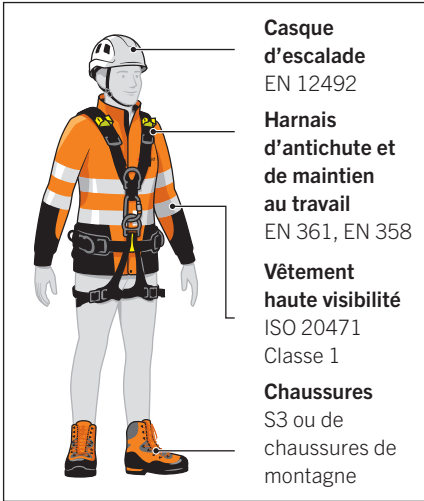 Casque
d’escalade
EN 12492
Harnais
d’antichute et
de maintien
au travail
EN 361, EN 358
Vêtement
haute visibilité
ISO 20471
Classe 1
Chaussures
S3 ou de
chaussures de
montagne